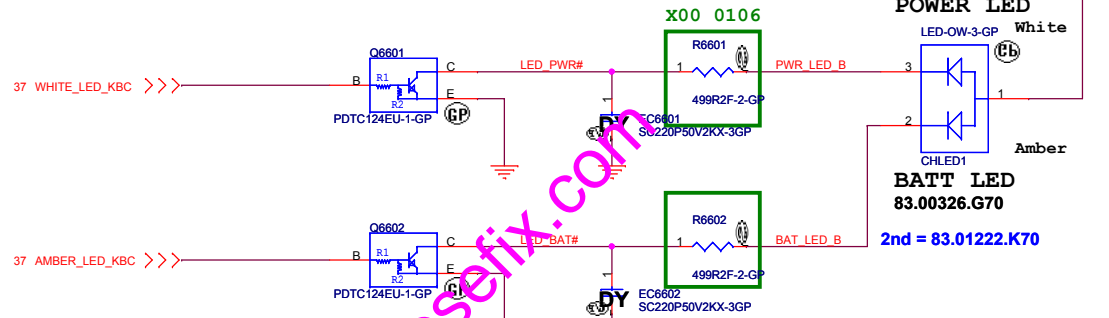 POWER LED
X00 0106
LED-OW-3-GP
White
Q6601
R6601
37 WHITE_LED_KBC
B
R1
R2
C
E
LED_PWR#
1
PWR_LED_B
3
1
GP
PDTC124EU-1-GP
1
499R2F-2-GP
DY
EC6601
SC220P50V2KX-3GP
2
Amber
CHLED1
BATT LED
83.00326.G70
2nd = 83.01222.K70
Q6602
R6602
37 AMBER_LED_KBC
B
R1
R2
C
E
LED_BAT#
1
BAT_LED_B
GP
PDTC124EU-1-GP
1
499R2F-2-GP
DY
EC6602
SC220P50V2KX-3GP
sefix.com